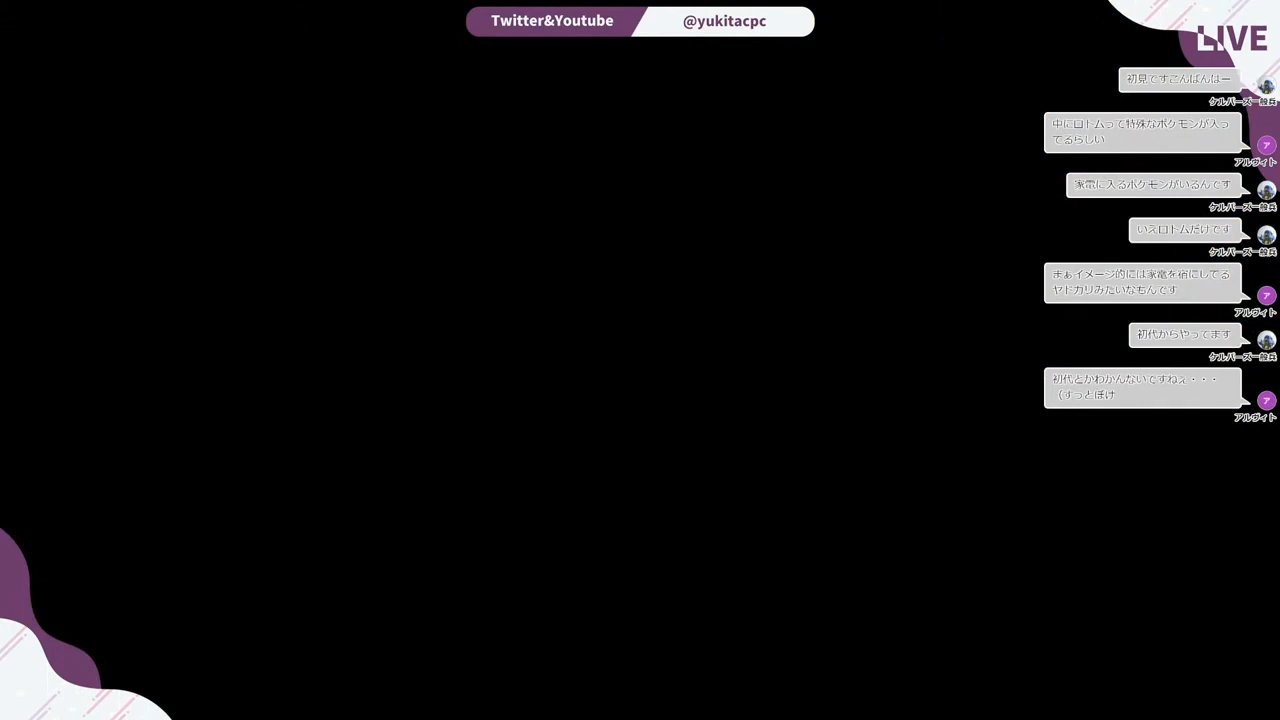 Twitter&Youtube
@yukitacpc
LIVE
初見ですこんばんはー
ケルバーズ一般兵
中にロトムって特殊なポケモンが入っ
てるらしい
アルヴィト
家電に入るポケモンがいるんです
ケルバーズ一般兵
いえロトムだけです
ケルバーズ一般兵
まぁイメージ的には家電を宿にしてる
ヤドカリみたいなもんです
アルヴィト
初代からやってます
ケルバーズ一般兵
初代とかわかんないですねぇ・・・
（すっとぼけ
アルヴィト